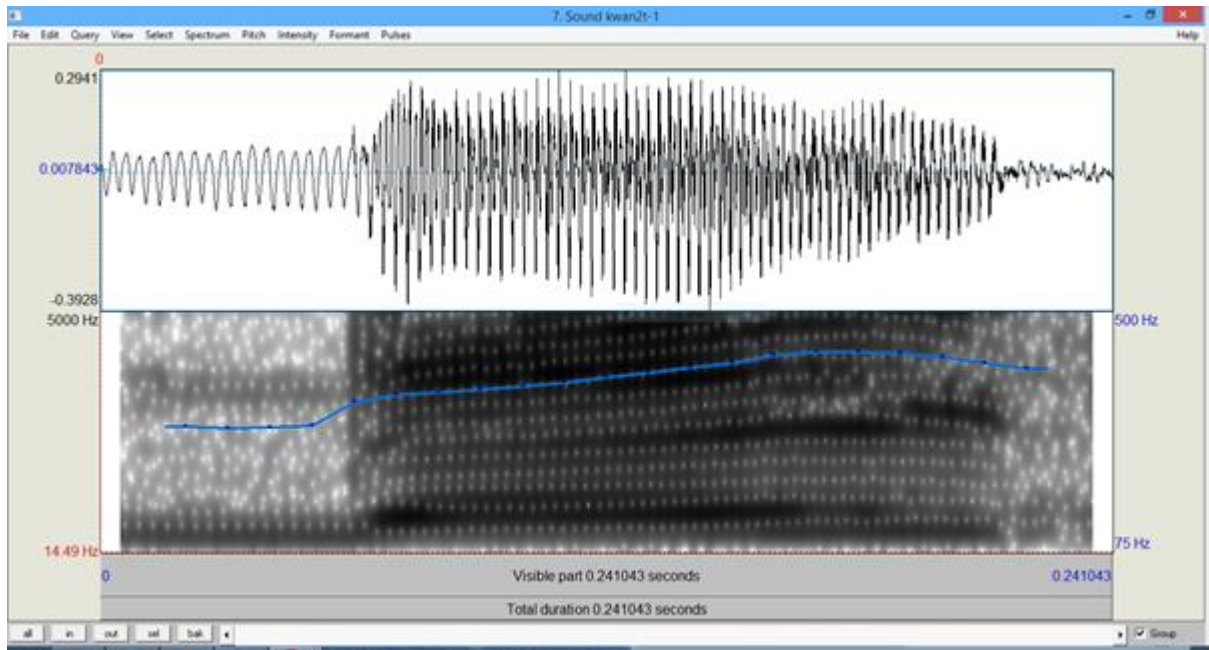 7. Sound kwan2t-1
File Edit Query View Select Spectrum Pitch Intensity Formant Pulses Help
0
0.2941
0.007843
-0.3928
5000 Hz 500 Hz
14.49 Hz 75 Hz
0 Visible part 0.241043 seconds 0.241043
Total duration 0.241043 seconds
all in out sel bak Group